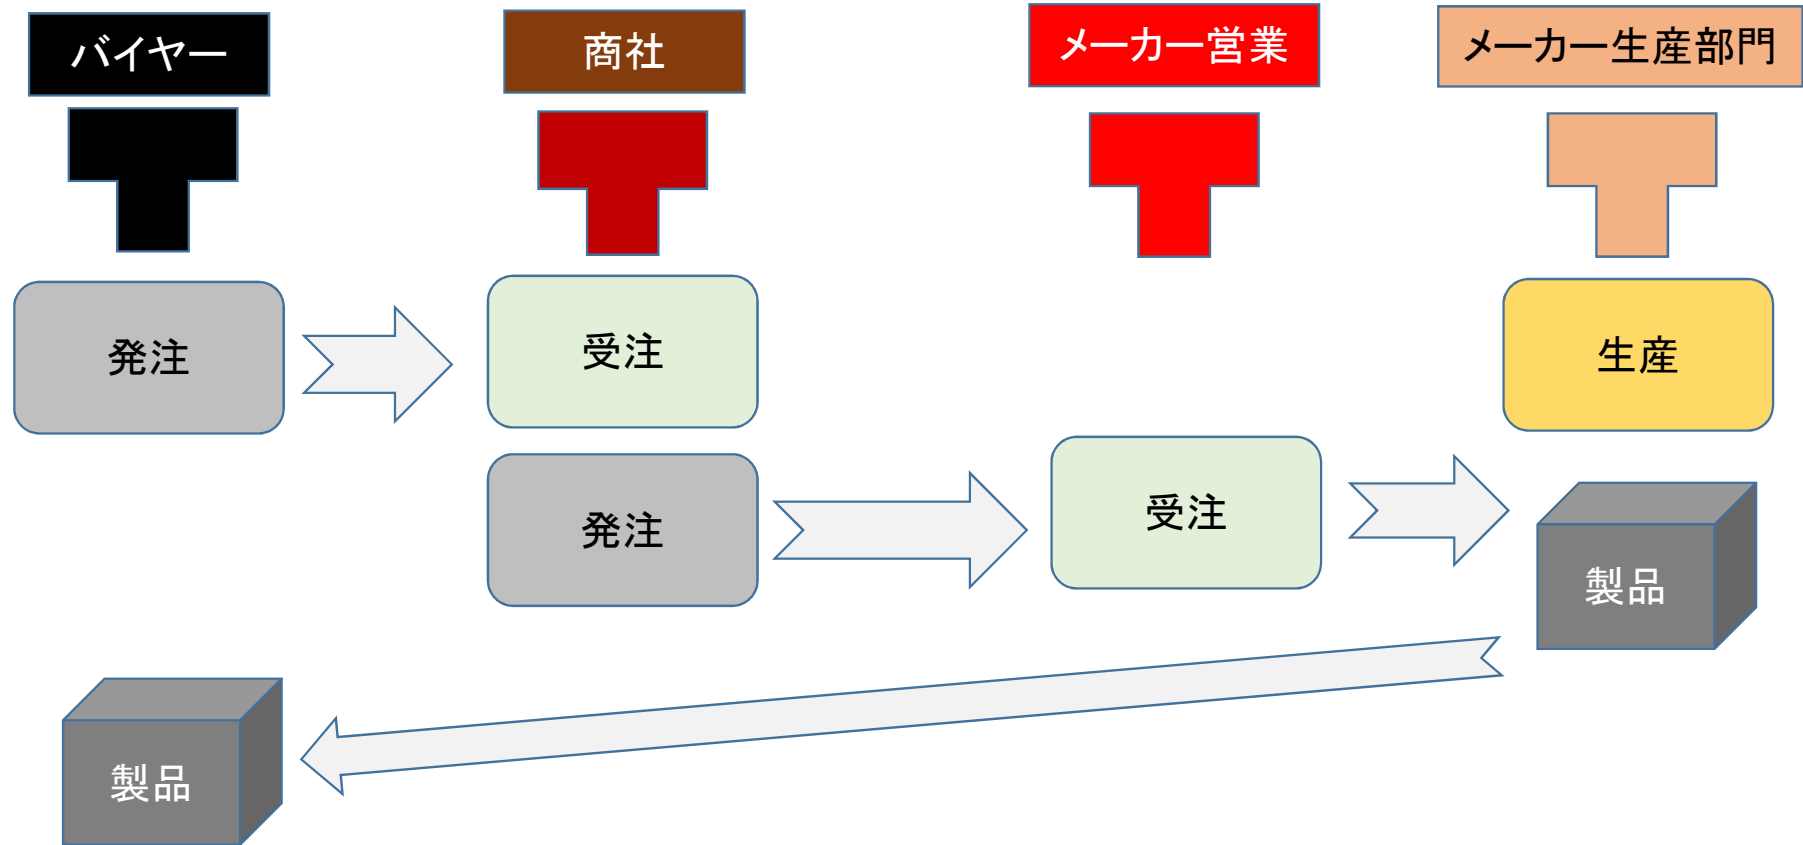 バイヤー
商社
メーカー営業
メーカー生産部門
発注
受注
生産
発注
受注
製品
製品